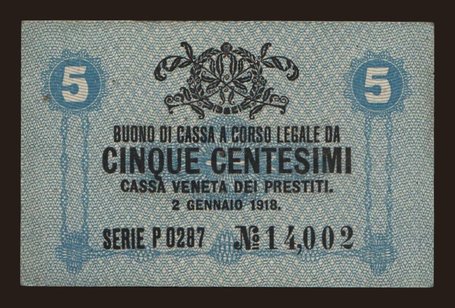 5 5
BUONO DI CASSA A CORSO LEGALE DA
CINQUE CENTESIMI
CASSA VENETA DEI PRESTITI.
2 GENNAIO 1918.
SERIE P 0287 No 14,002